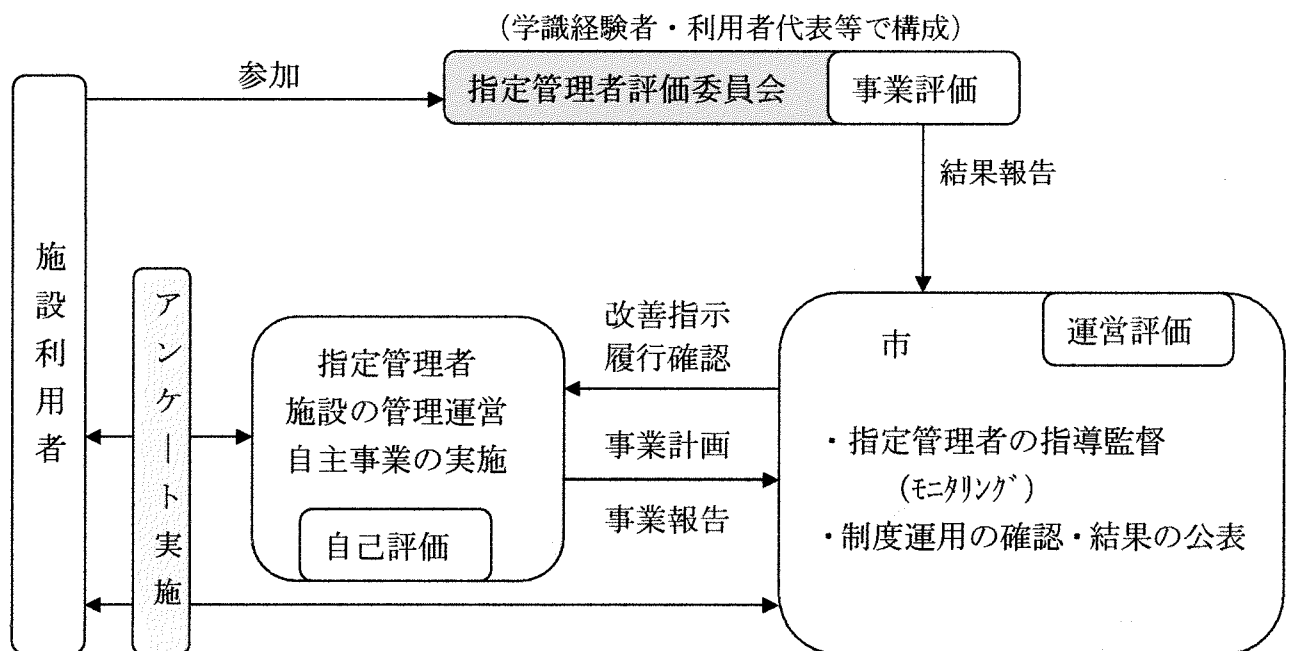 (学識経験者・利用者代表等で構成)
参加
指定管理者評価委員会
事業評価
結果報告
施設利用者
アンケート実施
指定管理者
施設の管理運営
自主事業の実施
自己評価
改善指示
履行確認
事業計画
事業報告
市
運営評価
・指定管理者の指導監督
(ﾓﾆﾀﾘﾝｸﾞ)
・制度運用の確認・結果の公表